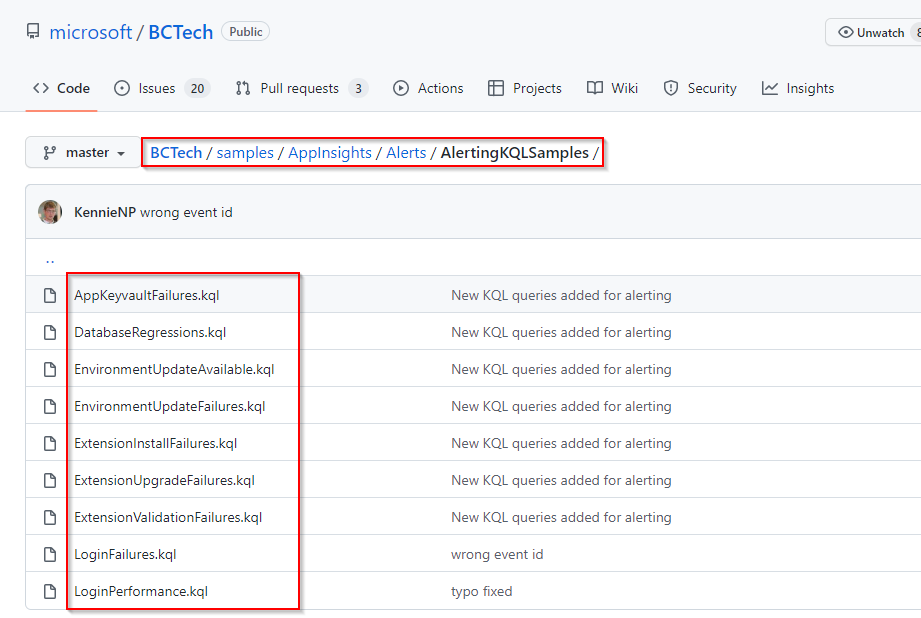 microsoft / BCTech Public
Unwatch 8
Code Issues 20 Pull requests 3 Actions Projects Wiki Security Insights
master BCTech / samples / AppInsights / Alerts / AlertingKQLSamples /
KennieNP wrong event id
..
AppKeyvaultFailures.kql New KQL queries added for alerting
DatabaseRegressions.kql New KQL queries added for alerting
EnvironmentUpdateAvailable.kql New KQL queries added for alerting
EnvironmentUpdateFailures.kql New KQL queries added for alerting
ExtensionInstallFailures.kql New KQL queries added for alerting
ExtensionUpgradeFailures.kql New KQL queries added for alerting
ExtensionValidationFailures.kql New KQL queries added for alerting
LoginFailures.kql wrong event id
LoginPerformance.kql typo fixed